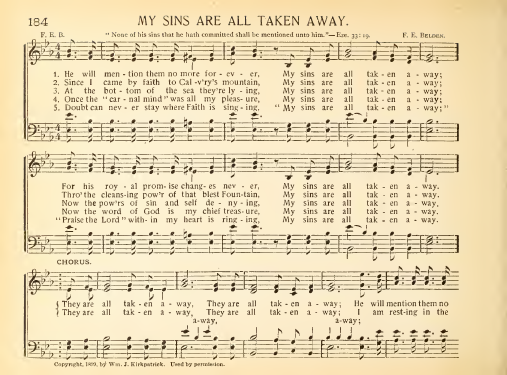 184
MY SINS ARE ALL TAKEN AWAY.
F. E. B. "None of his sins that he hath committed shall be mentioned unto him."—Eze. 33: 19. F. E. Belden.
1. He will men-tion them no more for-ev-er, My sins are all tak-en a-way;
2. Since I came by faith to Cal-v'ry's mountain, My sins are all tak-en a-way;
3. At the bot-tom of the sea they're ly-ing, My sins are all tak-en a-way;
4. Once the "car-nal mind" was all my pleas-ure, My sins are all tak-en a-way;
5. Doubt can nev-er stay where Faith is sing-ing, "My sins are all tak-en a-way;"
For his roy-al prom-ise chang-es nev-er, My sins are all tak-en a-way.
Thro' the cleans-ing pow'r of that blest Foun-tain, My sins are all tak-en a-way.
Now the pow'rs of sin and self de-ny-ing, My sins are all tak-en a-way.
Now the word of God is my chief treas-ure, My sins are all tak-en a-way.
"Praise the Lord" with-in my heart is ring-ing, My sins are all tak-en a-way.
CHORUS.
They are all tak-en a-way, They are all tak-en a-way; He will mention them no
They are all tak-en a-way, They are all tak-en a-way; I am rest-ing in the
a-way, a-way;
Copyright, 1899, by Wm. J. Kirkpatrick. Used by permission.